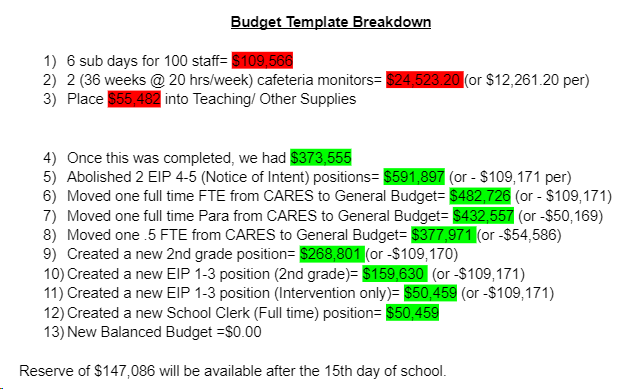 Budget Template Breakdown
1) 6 sub days for 100 staff= $109,566
2) 2 (36 weeks @ 20 hrs/week) cafeteria monitors= $24,523.20 (or $12,261.20 per)
3) Place $55,482 into Teaching/ Other Supplies
4) Once this was completed, we had $373,555
5) Abolished 2 EIP 4-5 (Notice of Intent) positions= $591,897 (or - $109,171 per)
6) Moved one full time FTE from CARES to General Budget= $482,726 (or - $109,171)
7) Moved one full time Para from CARES to General Budget= $432,557 (or -$50,169)
8) Moved one .5 FTE from CARES to General Budget= $377,971 (or -$54,586)
9) Created a new 2nd grade position= $268,801 (or -$109,170)
10) Created a new EIP 1-3 position (2nd grade)= $159,630 (or -$109,171)
11) Created a new EIP 1-3 position (Intervention only)= $50,459 (or -$109,171)
12) Created a new School Clerk (Full time) position= $50,459
13) New Balanced Budget =$0.00
Reserve of $147,086 will be available after the 15th day of school.